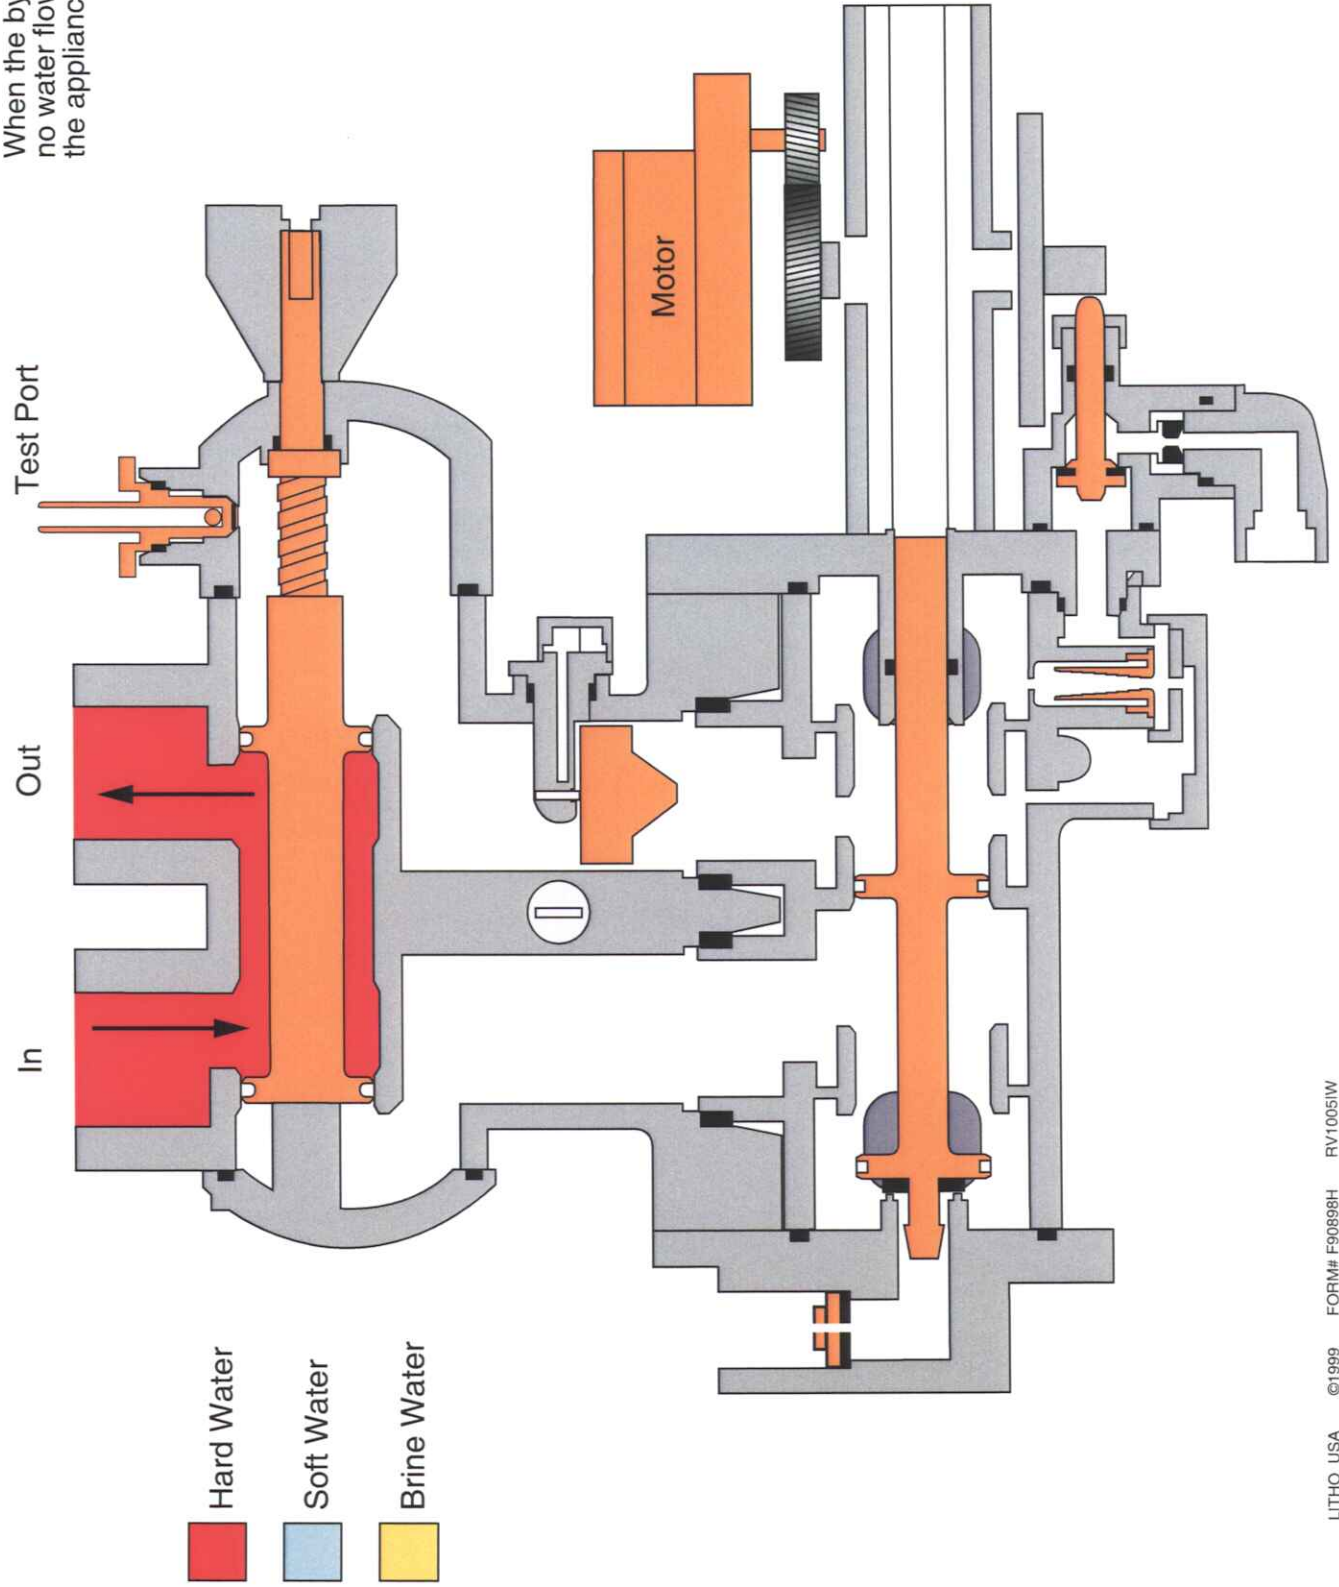 When the by
no water flov
the applianc
Test Port
Out
In
Motor
Hard Water
Soft Water
Brine Water
LITHO USA ©1999 FORM# F90898H RV1005IW